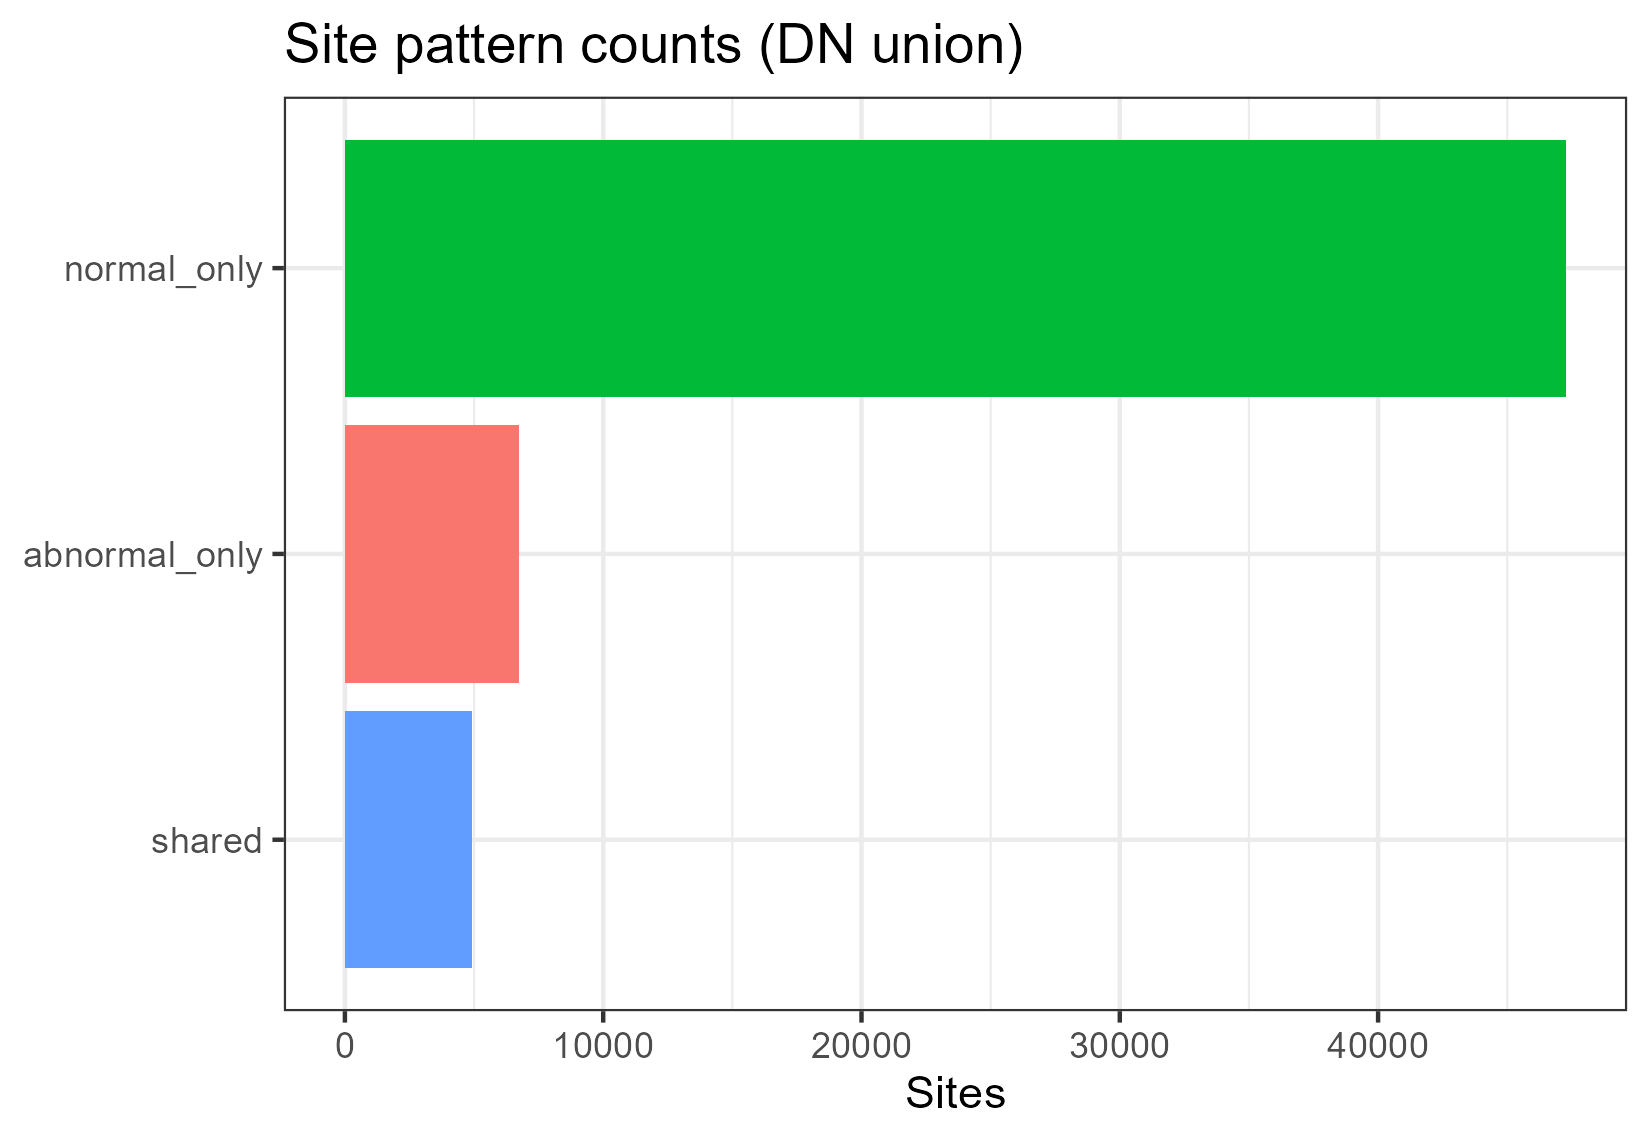 Site pattern counts (DN union)
normal_only
abnormal_only
shared
0 10000 20000 30000 40000
Sites